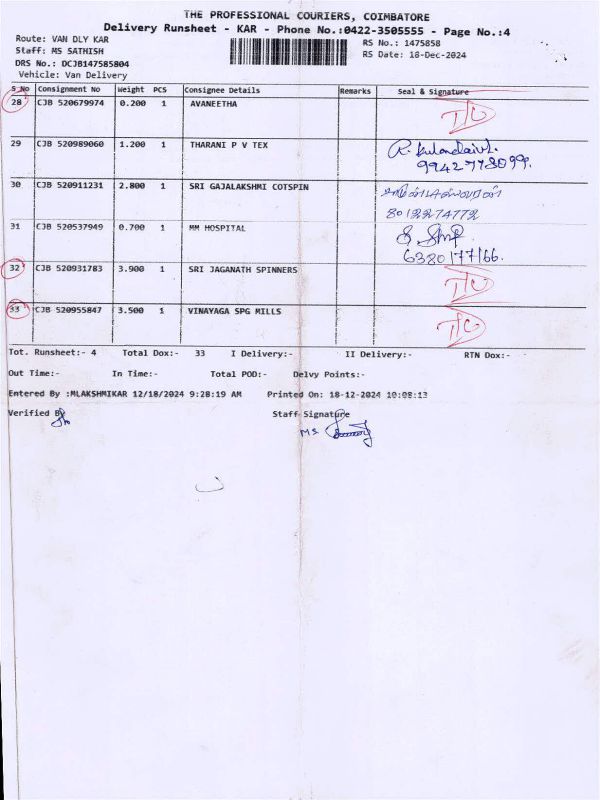 THE PROFESSIONAL COURIERS, COIMBATORE
Delivery Runsheet - KAR - Phone No.:0422-3505555 - Page No.:4
Route: VAN DLY KAR
RS No.: 1475858
Staff: MS SATHISH
RS Date: 18-Dec-2024
DRS No.: DCJB147585804
Vehicle: Van Delivery
S No Consignment No Weight PCS Consignee Details Remarks Seal & Signature
28 CJB 520679974 0.200 1 AVANEETHA
29 CJB 520989060 1.200 1 THARANI P V TEX
9942778099.
30 CJB 520911231 2.800 1 SRI GAJALAKSHMI COTSPIN
8012274772
31 CJB 520537949 0.700 1 MM HOSPITAL
6380177166.
32 CJB 520931783 3.900 1 SRI JAGANATH SPINNERS
33 CJB 520955847 3.500 1 VINAYAGA SPG MILLS
Tot. Runsheet:- 4 Total Dox:- 33 I Delivery:- II Delivery:- RTN Dox:-
Out Time:- In Time:- Total POD:- Delvy Points:-
Entered By :MLAKSHMIKAR 12/18/2024 9:28:19 AM Printed On: 18-12-2024 10:08:13
Verified By Staff Signature